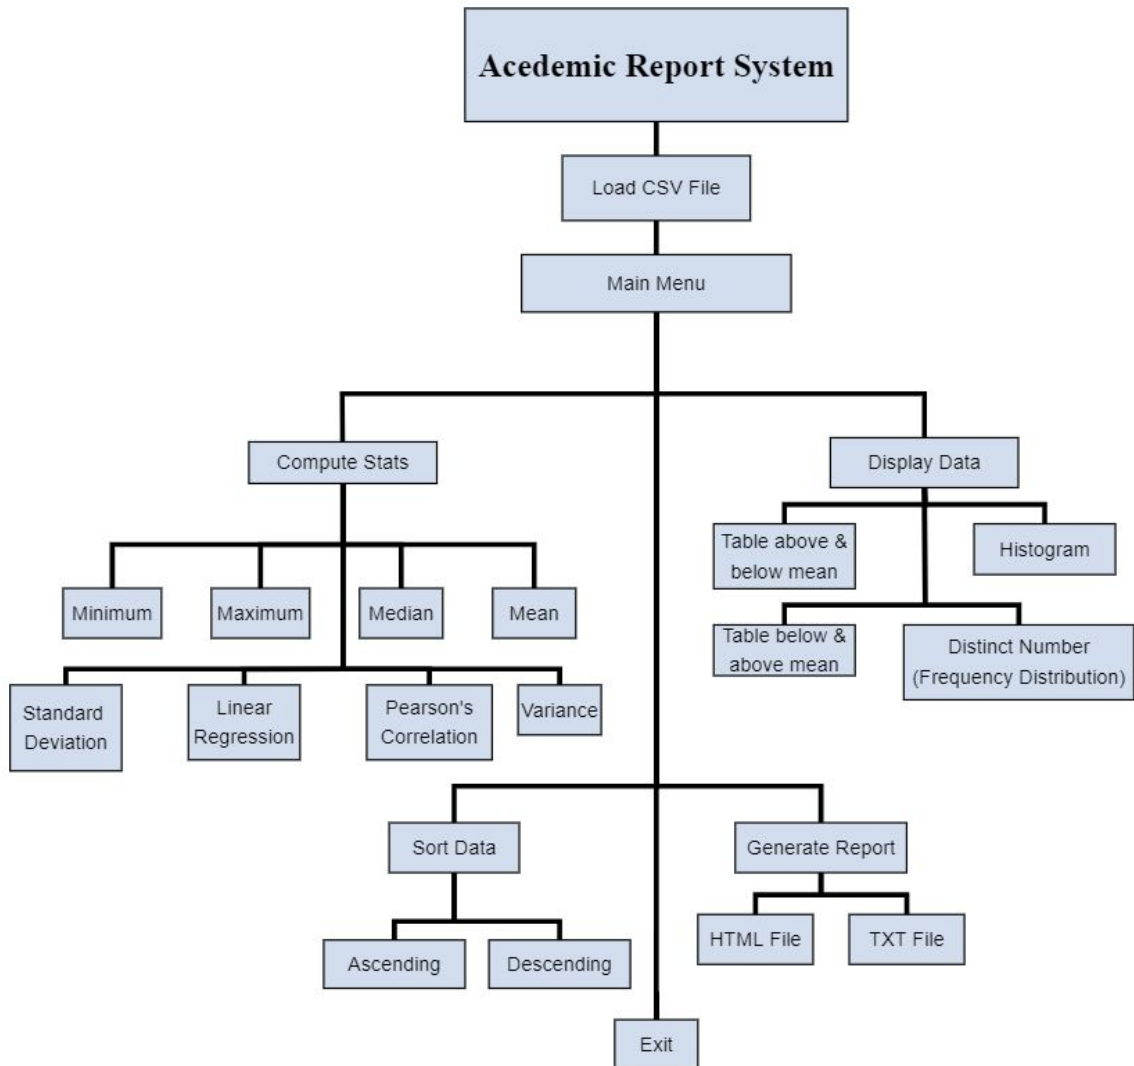 Acedemic Report System
Load CSV File
Main Menu
Compute Stats
Display Data
Table above &
below mean
Histogram
Minimum
Maximum
Median
Mean
Table below &
above mean
Distinct Number
(Frequency Distribution)
Standard
Deviation
Linear
Regression
Pearson's
Correlation
Variance
Sort Data
Generate Report
HTML File
TXT File
Ascending
Descending
Exit